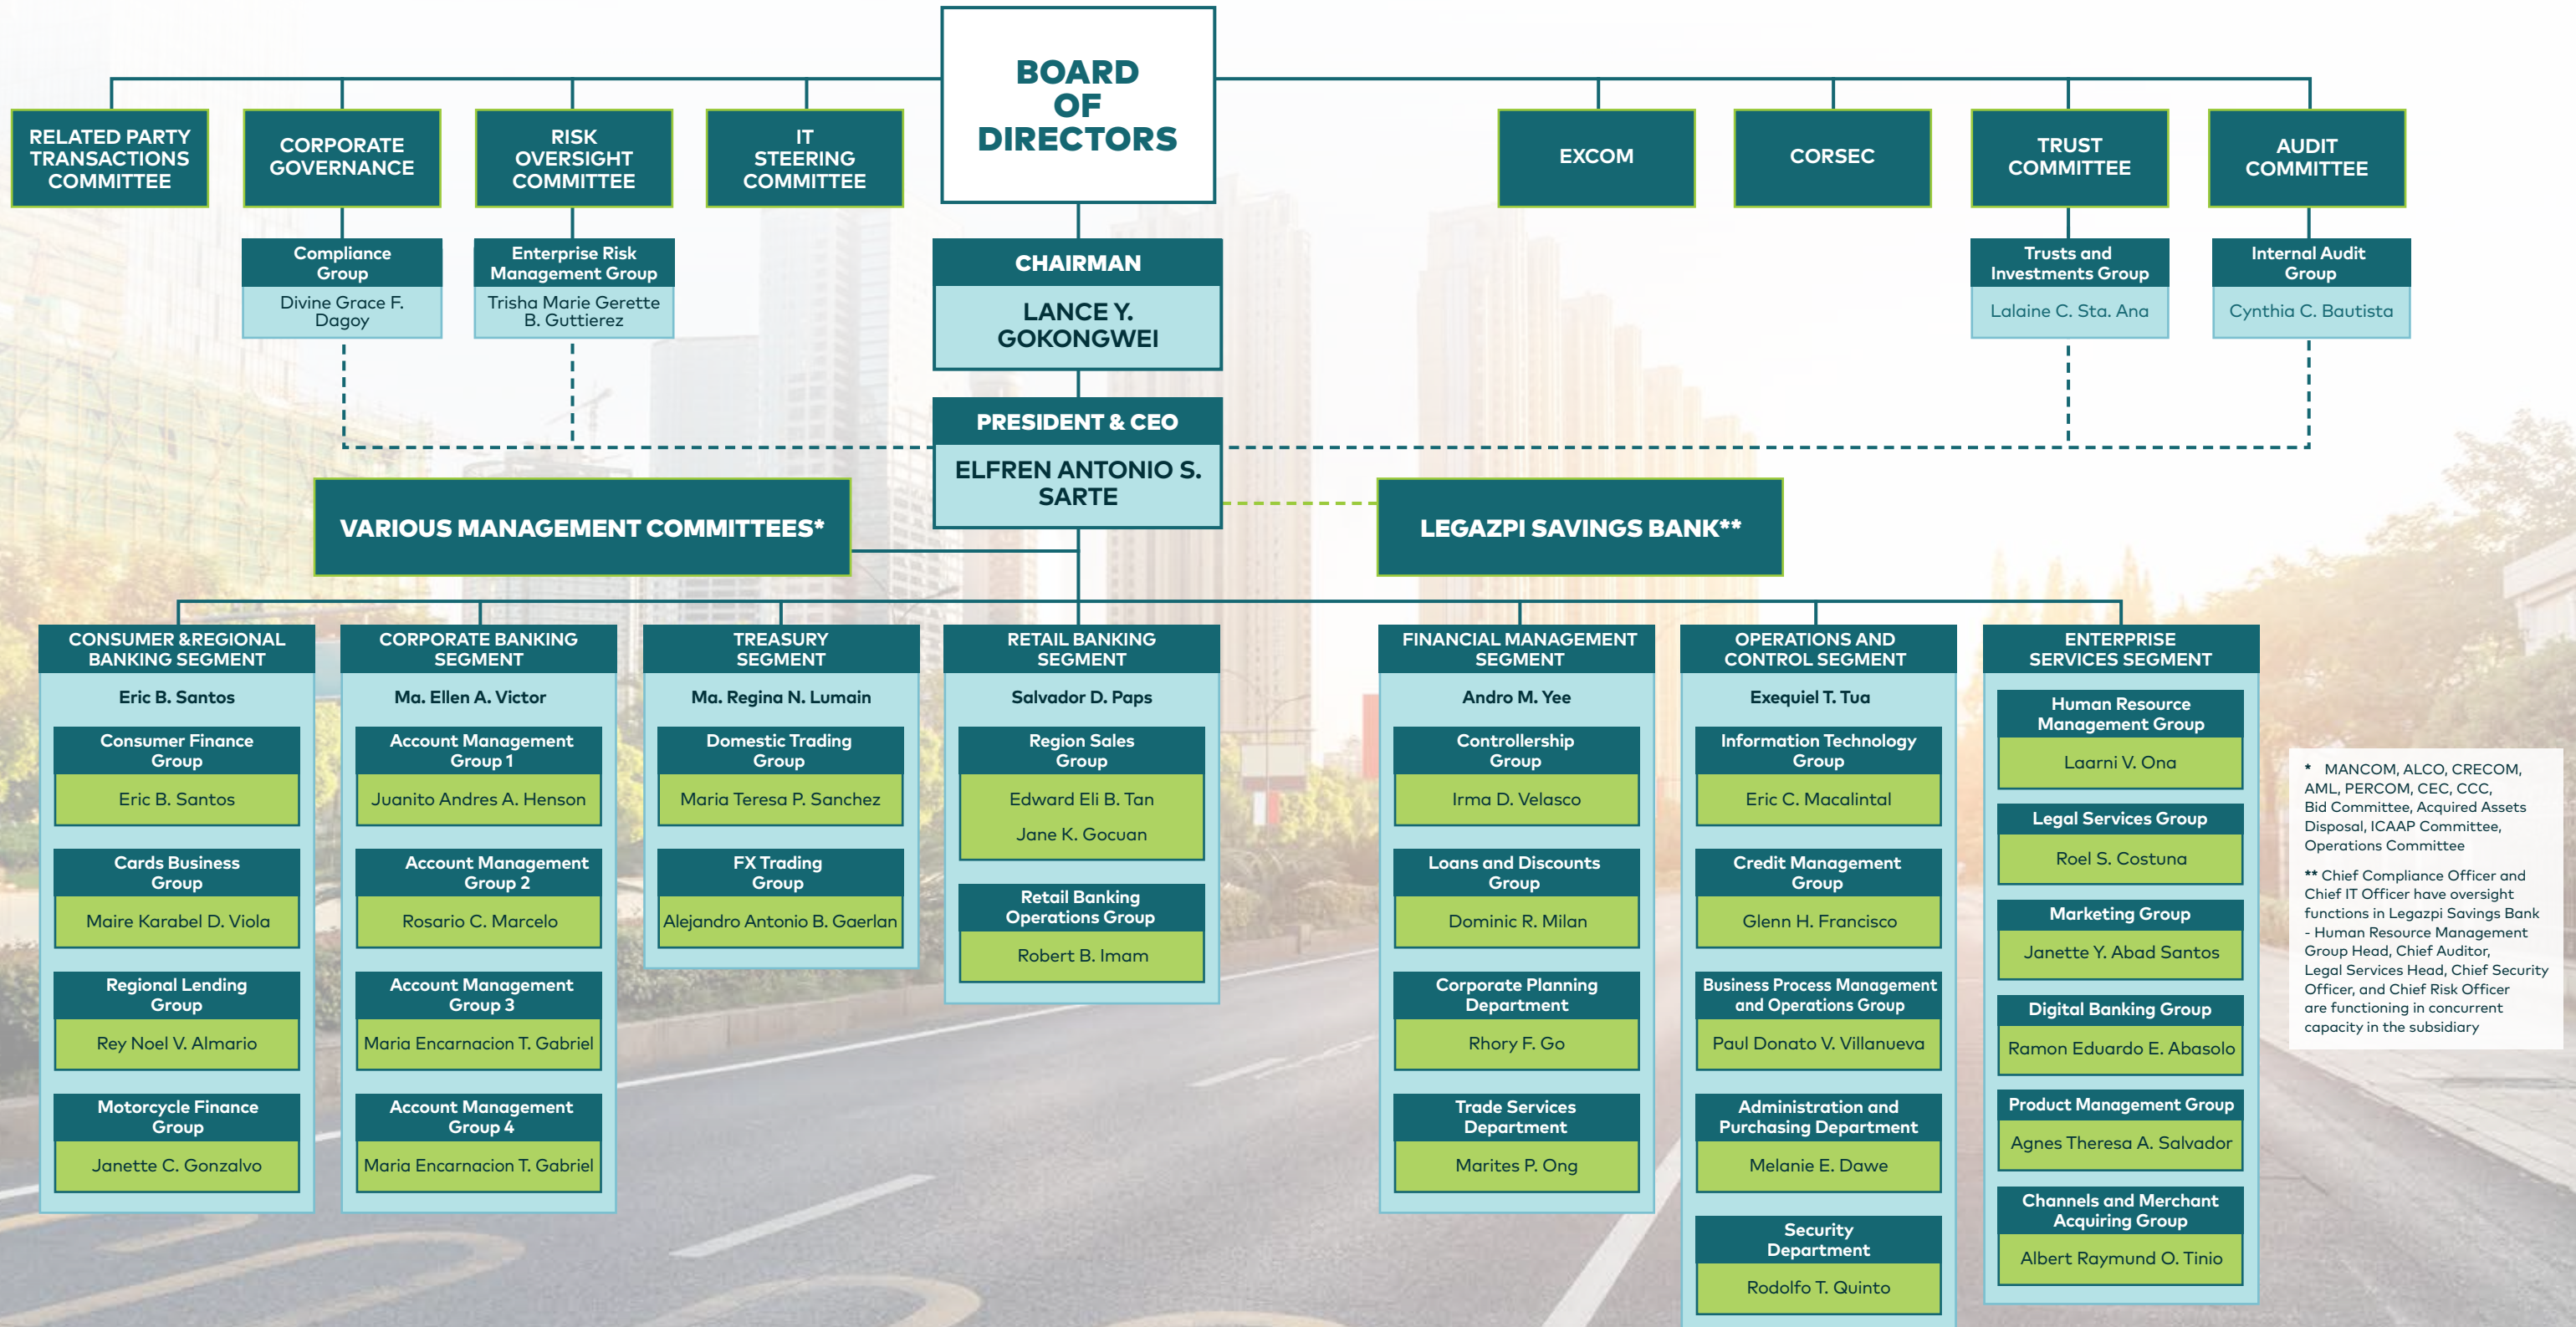 BOARD
OF
DIRECTORS
RELATED PARTY
TRANSACTIONS
COMMITTEE
CORPORATE
GOVERNANCE
RISK
OVERSIGHT
COMMITTEE
IT
STEERING
COMMITTEE
EXCOM
CORSEC
TRUST
COMMITTEE
AUDIT
COMMITTEE
Compliance
Group
Divine Grace F.
Dagoy
Enterprise Risk
Management Group
Trisha Marie Gerette
B. Guttierez
CHAIRMAN
LANCE Y.
GOKONGWEI
Trusts and
Investments Group
Lalaine C. Sta. Ana
Internal Audit
Group
Cynthia C. Bautista
PRESIDENT & CEO
ELFREN ANTONIO S.
SARTE
VARIOUS MANAGEMENT COMMITTEES*
LEGAZPI SAVINGS BANK**
CONSUMER &REGIONAL
BANKING SEGMENT
Eric B. Santos
Consumer Finance
Group
Eric B. Santos
Cards Business
Group
Maire Karabel D. Viola
Regional Lending
Group
Rey Noel V. Almario
Motorcycle Finance
Group
Janette C. Gonzalvo
CORPORATE BANKING
SEGMENT
Ma. Ellen A. Victor
Account Management
Group 1
Juanito Andres A. Henson
Account Management
Group 2
Rosario C. Marcelo
Account Management
Group 3
Maria Encarnacion T. Gabriel
Account Management
Group 4
Maria Encarnacion T. Gabriel
TREASURY
SEGMENT
Ma. Regina N. Lumain
Domestic Trading
Group
Maria Teresa P. Sanchez
FX Trading
Group
Alejandro Antonio B. Gaerlan
RETAIL BANKING
SEGMENT
Salvador D. Paps
Region Sales
Group
Edward Eli B. Tan
Jane K. Gocuan
Retail Banking
Operations Group
Robert B. Imam
FINANCIAL MANAGEMENT
SEGMENT
Andro M. Yee
Controllership
Group
Irma D. Velasco
Loans and Discounts
Group
Dominic R. Milan
Corporate Planning
Department
Rhory F. Go
Trade Services
Department
Marites P. Ong
OPERATIONS AND
CONTROL SEGMENT
Exequiel T. Tua
Information Technology
Group
Eric C. Macalintal
Credit Management
Group
Glenn H. Francisco
Business Process Management
and Operations Group
Paul Donato V. Villanueva
Administration and
Purchasing Department
Melanie E. Dawe
Security
Department
Rodolfo T. Quinto
ENTERPRISE
SERVICES SEGMENT
Human Resource
Management Group
Laarni V. Ona
Legal Services Group
Roel S. Costuna
Marketing Group
Janette Y. Abad Santos
Digital Banking Group
Ramon Eduardo E. Abasolo
Product Management Group
Agnes Theresa A. Salvador
Channels and Merchant
Acquiring Group
Albert Raymund O. Tinio
* MANCOM, ALCO, CRECOM,
AML, PERCOM, CEC, CCC,
Bid Committee, Acquired Assets
Disposal, ICAAP Committee,
Operations Committee
** Chief Compliance Officer and
Chief IT Officer have oversight
functions in Legazpi Savings Bank
- Human Resource Management
Group Head, Chief Auditor,
Legal Services Head, Chief Security
Officer, and Chief Risk Officer
are functioning in concurrent
capacity in the subsidiary